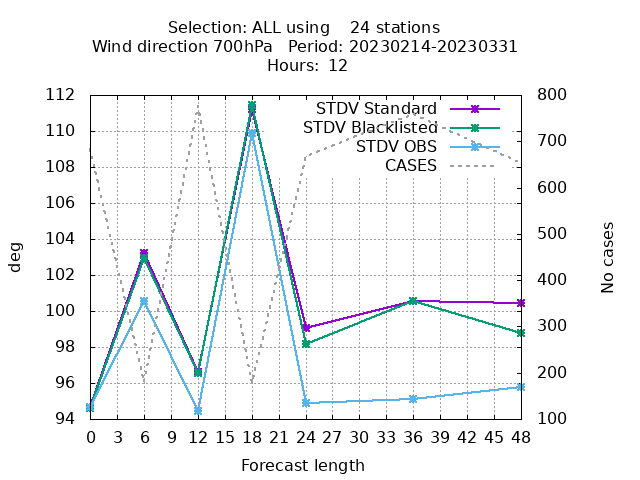 Selection: ALL using    24 stations
Wind direction 700hPa   Period: 20230214-20230331
Hours:  12
112
110
108
106
104
102
100
98
96
94
deg
800
700
600
500
400
300
200
100
No cases
STDV Standard
STDV Blacklisted
STDV OBS
CASES
0 3 6 9 12 15 18 21 24 27 30 33 36 39 42 45 48
Forecast length